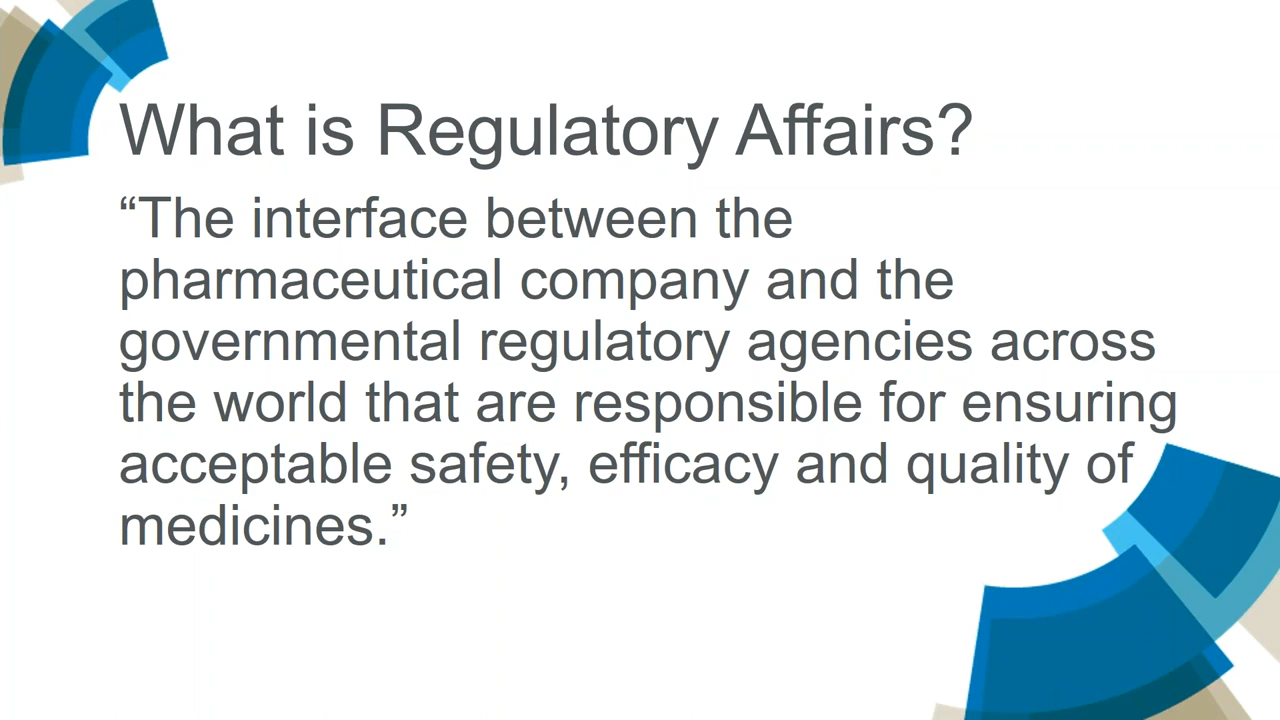 What is Regulatory Affairs?
“The interface between the
pharmaceutical company and the
governmental regulatory agencies across
the world that are responsible for ensuring
acceptable safety, efficacy and quality of
medicines.”